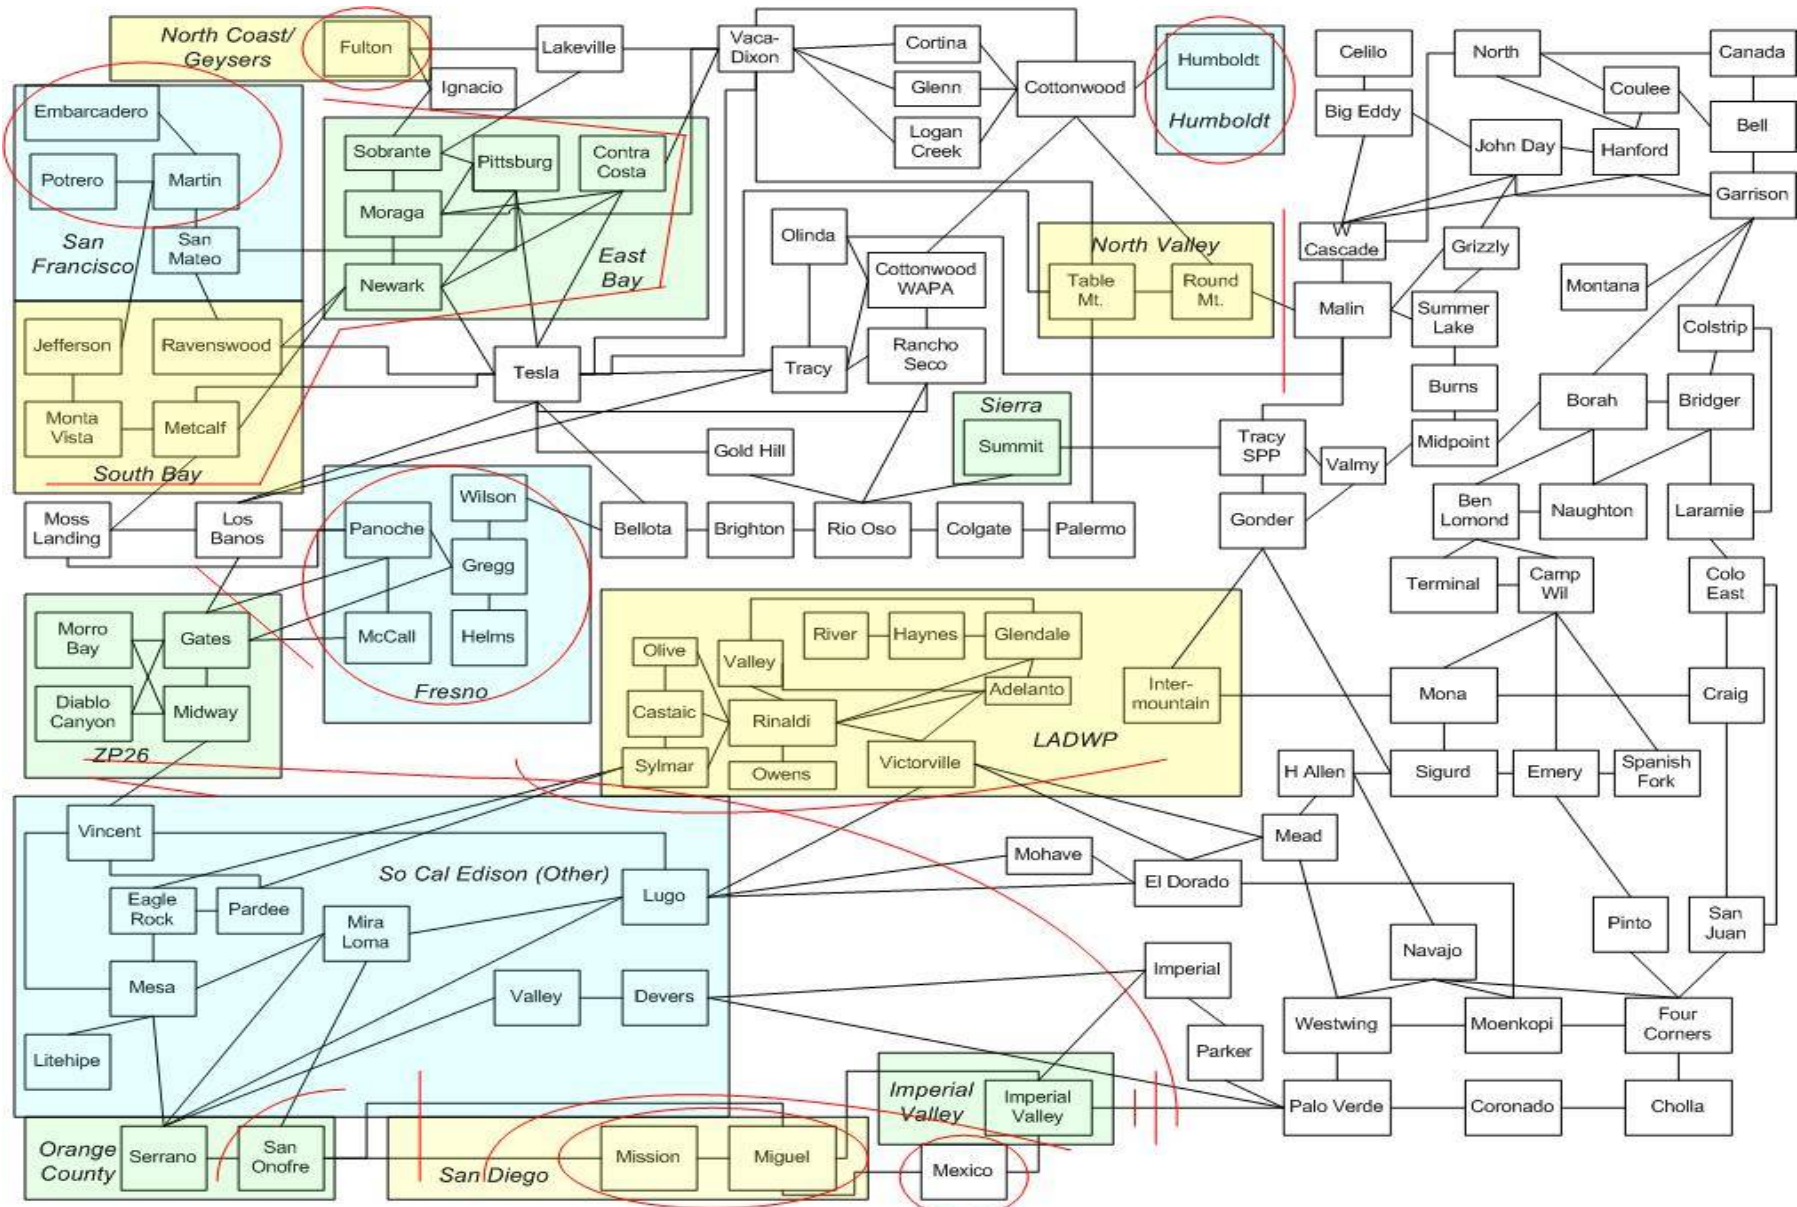 North Coast/
Geysers
Fulton
Lakeville
Ignacio
Vaca-
Dixon
Cortina
Glenn
Logan
Creek
Cottonwood
Humboldt
Humboldt
Celilo
Big Eddy
North
Canada
Coulee
Bell
John Day
Hanford
Garrison
Embarcadero
Potrero
Martin
San
Francisco
San
Mateo
Sobrante
Pittsburg
Contra
Costa
Moraga
Newark
East
Bay
Olinda
Cottonwood
WAPA
North Valley
Table
Mt.
Round
Mt.
W
Cascade
Grizzly
Malin
Summer
Lake
Montana
Colstrip
Jefferson
Ravenswood
Monta
Vista
Metcalf
South Bay
Tesla
Tracy
Rancho
Seco
Burns
Borah
Bridger
Sierra
Summit
Gold Hill
Tracy
SPP
Valmy
Midpoint
Moss
Landing
Los
Banos
Panoche
Wilson
Gregg
McCall
Helms
Fresno
Bellota
Brighton
Rio Oso
Colgate
Palermo
Gonder
Ben
Lomond
Naughton
Laramie
Terminal
Camp
Wil
Colo
East
Morro
Bay
Gates
Diablo
Canyon
Midway
ZP26
Olive
Valley
River
Haynes
Glendale
Adelanto
Castaic
Rinaldi
Sylmar
Owens
Victorville
LADWP
Inter-
mountain
Mona
Craig
H Allen
Sigurd
Emery
Spanish
Fork
Vincent
So Cal Edison (Other)
Eagle
Rock
Pardee
Mira
Loma
Lugo
Mohave
Mead
El Dorado
Pinto
San
Juan
Navajo
Mesa
Valley
Devers
Imperial
Litehipe
Westwing
Moenkopi
Four
Corners
Parker
Imperial
Valley
Imperial
Valley
Palo Verde
Coronado
Cholla
Orange
County
Serrano
San
Onofre
San Diego
Mission
Miguel
Mexico